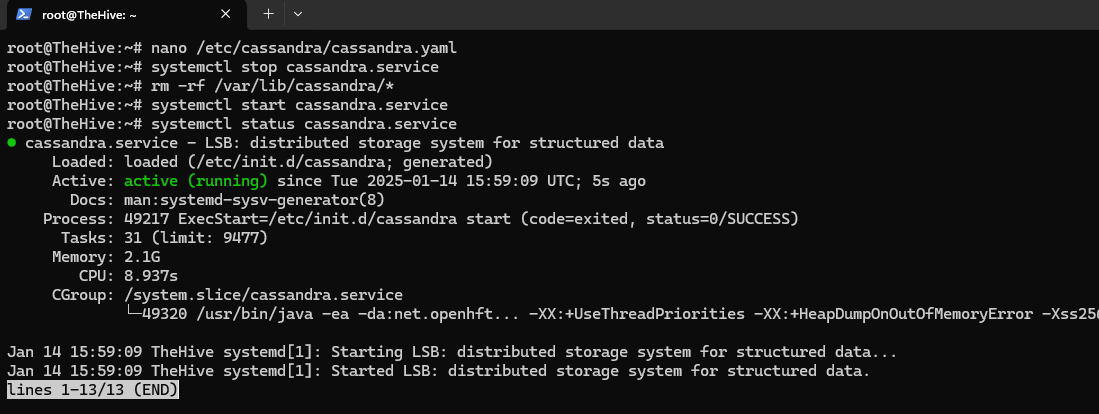 root@TheHive: ~
root@TheHive:~# nano /etc/cassandra/cassandra.yaml
root@TheHive:~# systemctl stop cassandra.service
root@TheHive:~# rm -rf /var/lib/cassandra/*
root@TheHive:~# systemctl start cassandra.service
root@TheHive:~# systemctl status cassandra.service
● cassandra.service - LSB: distributed storage system for structured data
Loaded: loaded (/etc/init.d/cassandra; generated)
Active: active (running) since Tue 2025-01-14 15:59:09 UTC; 5s ago
Docs: man:systemd-sysv-generator(8)
Process: 49217 ExecStart=/etc/init.d/cassandra start (code=exited, status=0/SUCCESS)
Tasks: 31 (limit: 9477)
Memory: 2.1G
CPU: 8.937s
CGroup: /system.slice/cassandra.service
└─49320 /usr/bin/java -ea -da:net.openhft... -XX:+UseThreadPriorities -XX:+HeapDumpOnOutOfMemoryError -Xss256
Jan 14 15:59:09 TheHive systemd[1]: Starting LSB: distributed storage system for structured data...
Jan 14 15:59:09 TheHive systemd[1]: Started LSB: distributed storage system for structured data.
lines 1-13/13 (END)